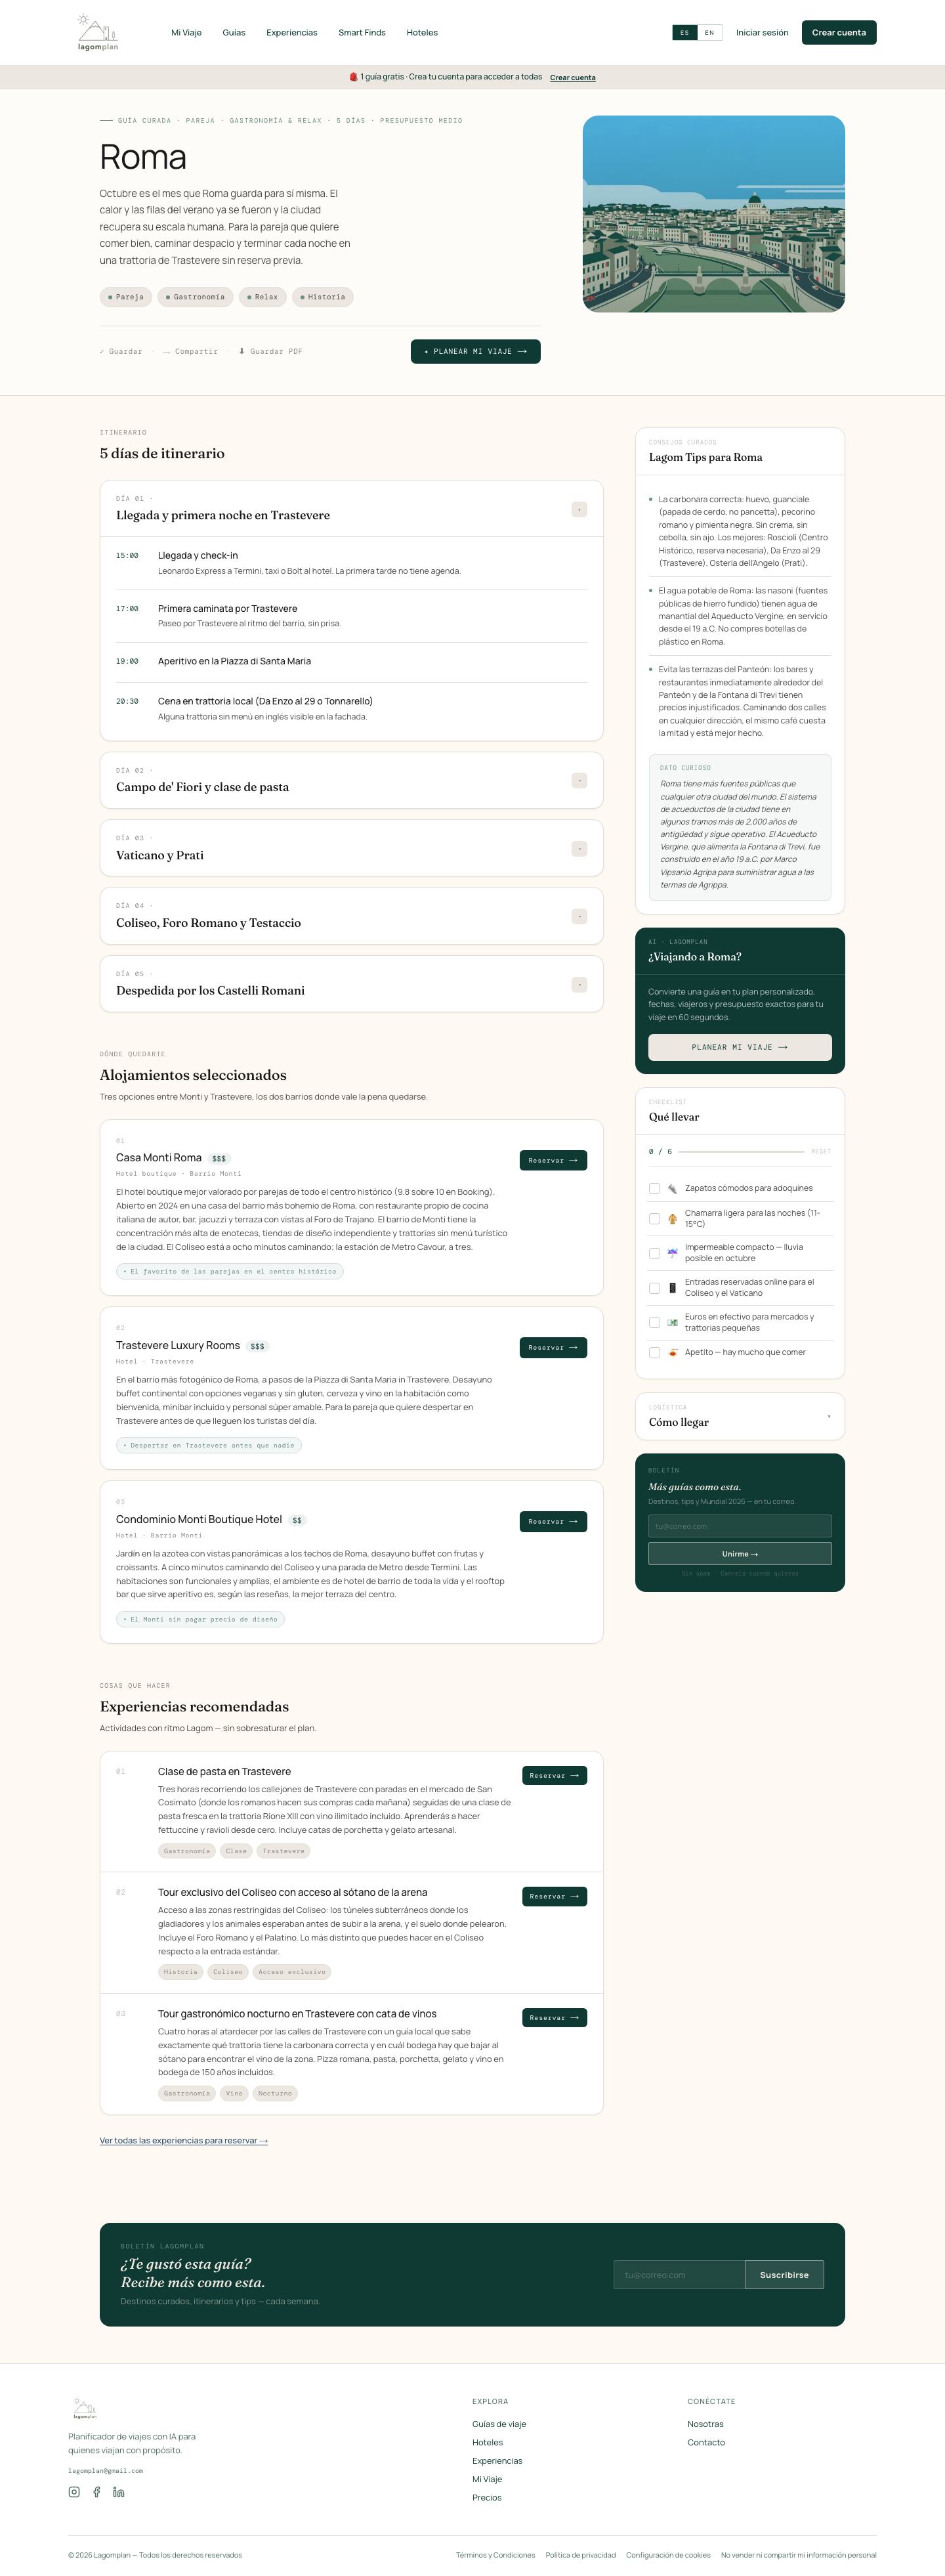 lagomplan
Mi Viaje
Guías
Experiencias
Smart Finds
Hoteles
ES
EN
Iniciar sesión
Crear cuenta
1 guía gratis · Crea tu cuenta para acceder a todas
Crear cuenta
GUÍA CURADA · PAREJA · GASTRONOMÍA & RELAX · 5 DÍAS · PRESUPUESTO MEDIO
Roma
Octubre es el mes que Roma guarda para sí misma. El
calor y las filas del verano ya se fueron y la ciudad
recupera su escala humana. Para la pareja que quiere
comer bien, caminar despacio y terminar cada noche en
una trattoria de Trastevere sin reserva previa.
Pareja
Gastronomía
Relax
Historia
✓ Guardar
Compartir
⬇ Guardar PDF
✦ PLANEAR MI VIAJE ⟶
ITINERARIO
5 días de itinerario
DÍA 01 ·
Llegada y primera noche en Trastevere
15:00
Llegada y check-in
Leonardo Express a Termini, taxi o Bolt al hotel. La primera tarde no tiene agenda.
17:00
Primera caminata por Trastevere
Paseo por Trastevere al ritmo del barrio, sin prisa.
19:00
Aperitivo en la Piazza di Santa Maria
20:30
Cena en trattoria local (Da Enzo al 29 o Tonnarello)
Alguna trattoria sin menú en inglés visible en la fachada.
DÍA 02 ·
Campo de' Fiori y clase de pasta
DÍA 03 ·
Vaticano y Prati
DÍA 04 ·
Coliseo, Foro Romano y Testaccio
DÍA 05 ·
Despedida por los Castelli Romani
DÓNDE QUEDARTE
Alojamientos seleccionados
Tres opciones entre Monti y Trastevere, los dos barrios donde vale la pena quedarse.
01
Casa Monti Roma $$$
Hotel boutique · Barrio Monti
El hotel boutique mejor valorado por parejas de todo el centro histórico (9.8 sobre 10 en Booking).
Abierto en 2024 en una casa del barrio más bohemio de Roma, con restaurante propio de cocina
italiana de autor, bar, jacuzzi y terraza con vistas al Foro de Trajano. El barrio de Monti tiene la
concentración más alta de enotecas, tiendas de diseño independiente y trattorias sin menú turístico
de la ciudad. El Coliseo está a ocho minutos caminando; la estación de Metro Cavour, a tres.
• El favorito de las parejas en el centro histórico
Reservar ⟶
02
Trastevere Luxury Rooms $$$
Hotel · Trastevere
En el barrio más fotogénico de Roma, a pasos de la Piazza di Santa Maria in Trastevere. Desayuno
buffet continental con opciones veganas y sin gluten, cerveza y vino en la habitación como
bienvenida, minibar incluido y personal súper amable. Para la pareja que quiere despertar en
Trastevere antes de que lleguen los turistas del día.
• Despertar en Trastevere antes que nadie
Reservar ⟶
03
Condominio Monti Boutique Hotel $$
Hotel · Barrio Monti
Jardín en la azotea con vistas panorámicas a los techos de Roma, desayuno buffet con frutas y
croissants. A cinco minutos caminando del Coliseo y una parada de Metro desde Termini. Las
habitaciones son funcionales y amplias, el ambiente es de hotel de barrio de toda la vida y el rooftop
bar que sirve aperitivo es, según las reseñas, la mejor terraza del centro.
• El Monti sin pagar precio de diseño
Reservar ⟶
COSAS QUE HACER
Experiencias recomendadas
Actividades con ritmo Lagom — sin sobresaturar el plan.
01
Clase de pasta en Trastevere
Tres horas recorriendo los callejones de Trastevere con paradas en el mercado de San
Cosimato (donde los romanos hacen sus compras cada mañana) seguidas de una clase de
pasta fresca en la trattoria Rione XIII con vino ilimitado incluido. Aprenderás a hacer
fettuccine y ravioli desde cero. Incluye catas de porchetta y gelato artesanal.
Gastronomía
Clase
Trastevere
Reservar ⟶
02
Tour exclusivo del Coliseo con acceso al sótano de la arena
Acceso a las zonas restringidas del Coliseo: los túneles subterráneos donde los
gladiadores y los animales esperaban antes de subir a la arena, y el suelo donde pelearon.
Incluye el Foro Romano y el Palatino. Lo más distinto que puedes hacer en el Coliseo
respecto a la entrada estándar.
Historia
Coliseo
Acceso exclusivo
Reservar ⟶
03
Tour gastronómico nocturno en Trastevere con cata de vinos
Cuatro horas al atardecer por las calles de Trastevere con un guía local que sabe
exactamente qué trattoria tiene la carbonara correcta y en cuál bodega hay que bajar al
sótano para encontrar el vino de la zona. Pizza romana, pasta, porchetta, gelato y vino en
bodega de 150 años incluidos.
Gastronomía
Vino
Nocturno
Reservar ⟶
Ver todas las experiencias para reservar ⟶
CONSEJOS CURADOS
Lagom Tips para Roma
La carbonara correcta: huevo, guanciale
(papada de cerdo, no pancetta), pecorino
romano y pimienta negra. Sin crema, sin
cebolla, sin ajo. Los mejores: Roscioli (Centro
Histórico, reserva necesaria), Da Enzo al 29
(Trastevere), Osteria dell'Angelo (Prati).
El agua potable de Roma: las nasoni (fuentes
públicas de hierro fundido) tienen agua de
manantial del Aqueducto Vergine, en servicio
desde el 19 a.C. No compres botellas de
plástico en Roma.
Evita las terrazas del Panteón: los bares y
restaurantes inmediatamente alrededor del
Panteón y de la Fontana di Trevi tienen
precios injustificados. Caminando dos calles
en cualquier dirección, el mismo café cuesta
la mitad y está mejor hecho.
DATO CURIOSO
Roma tiene más fuentes públicas que
cualquier otra ciudad del mundo. El sistema
de acueductos de la ciudad tiene en
algunos tramos más de 2,000 años de
antigüedad y sigue operativo. El Acueducto
Vergine, que alimenta la Fontana di Trevi, fue
construido en el año 19 a.C. por Marco
Vipsanio Agripa para suministrar agua a las
termas de Agrippa.
AI · LAGOMPLAN
¿Viajando a Roma?
Convierte una guía en tu plan personalizado,
fechas, viajeros y presupuesto exactos para tu
viaje en 60 segundos.
PLANEAR MI VIAJE ⟶
CHECKLIST
Qué llevar
0 / 6
RESET
Zapatos cómodos para adoquines
Chamarra ligera para las noches (11-
15°C)
Impermeable compacto — lluvia
posible en octubre
Entradas reservadas online para el
Coliseo y el Vaticano
Euros en efectivo para mercados y
trattorias pequeñas
Apetito — hay mucho que comer
LOGÍSTICA
Cómo llegar
BOLETÍN
Más guías como esta.
Destinos, tips y Mundial 2026 — en tu correo.
tu@correo.com
Unirme →
Sin spam · Cancela cuando quieras
BOLETÍN LAGOMPLAN
¿Te gustó esta guía?
Recibe más como esta.
Destinos curados, itinerarios y tips — cada semana.
tu@correo.com
Suscribirse
lagomplan
Planificador de viajes con IA para
quienes viajan con propósito.
lagomplan@gmail.com
EXPLORA
Guías de viaje
Hoteles
Experiencias
Mi Viaje
Precios
CONÉCTATE
Nosotras
Contacto
© 2026 Lagomplan — Todos los derechos reservados
Términos y Condiciones
Política de privacidad
Configuración de cookies
No vender ni compartir mi información personal